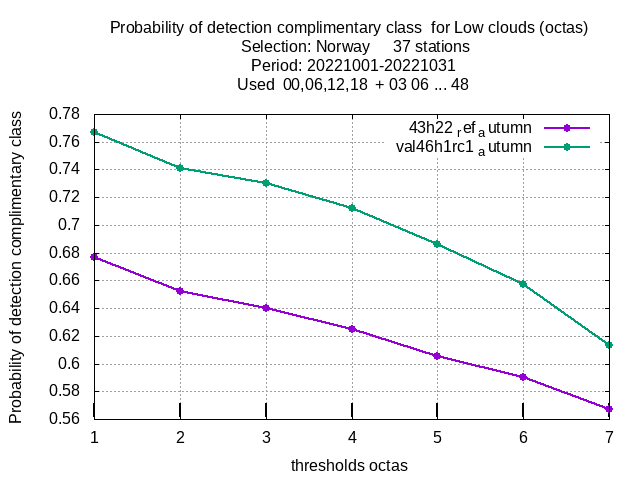 Probability of detection complimentary class for Low clouds (octas)
Selection: Norway 37 stations
Period: 20221001-20221031
Used 00,06,12,18 + 03 06 ... 48
43h22 ref autumn
val46h1rc1 autumn
Probability of detection complimentary class
0.78
0.76
0.74
0.72
0.7
0.68
0.66
0.64
0.62
0.6
0.58
0.56
1 2 3 4 5 6 7
thresholds octas